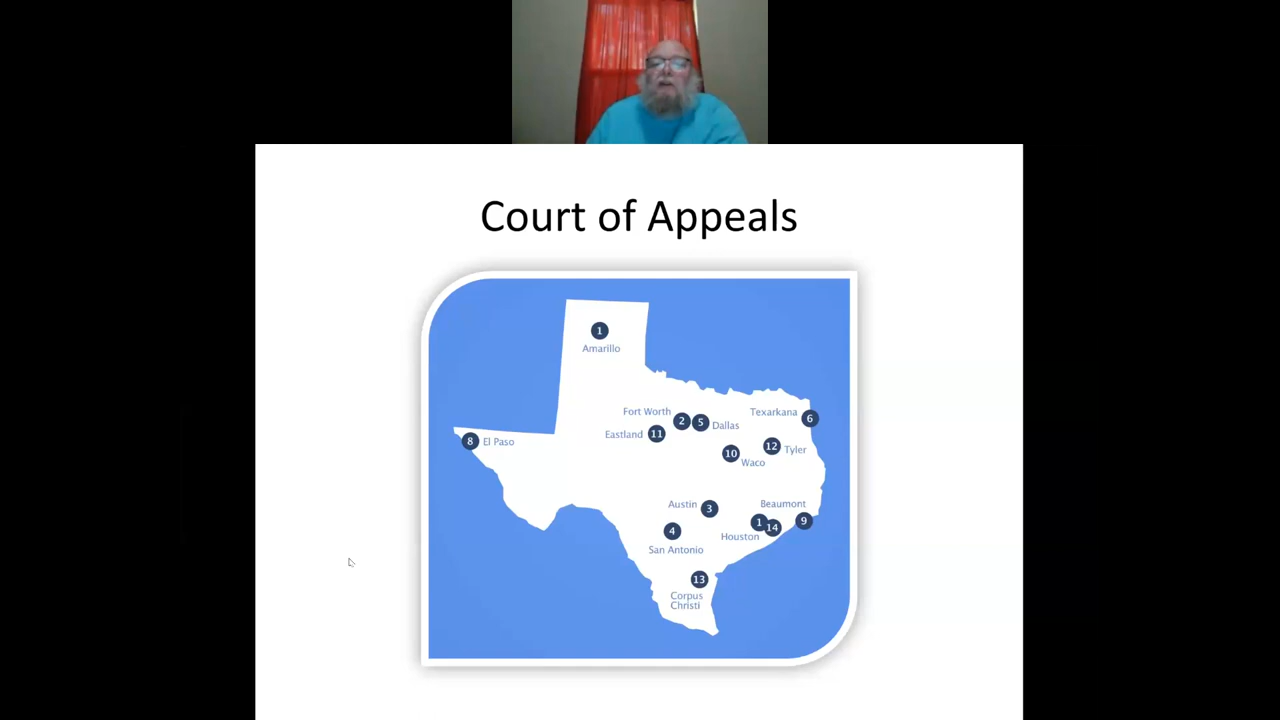 Court of Appeals
1
Amarillo
Fort Worth 2 5 Dallas
Texarkana 6
Eastland 11
8 El Paso
12 Tyler
10 Waco
Austin 3
Beaumont
9
1 14
Houston
4
San Antonio
13
Corpus
Christi